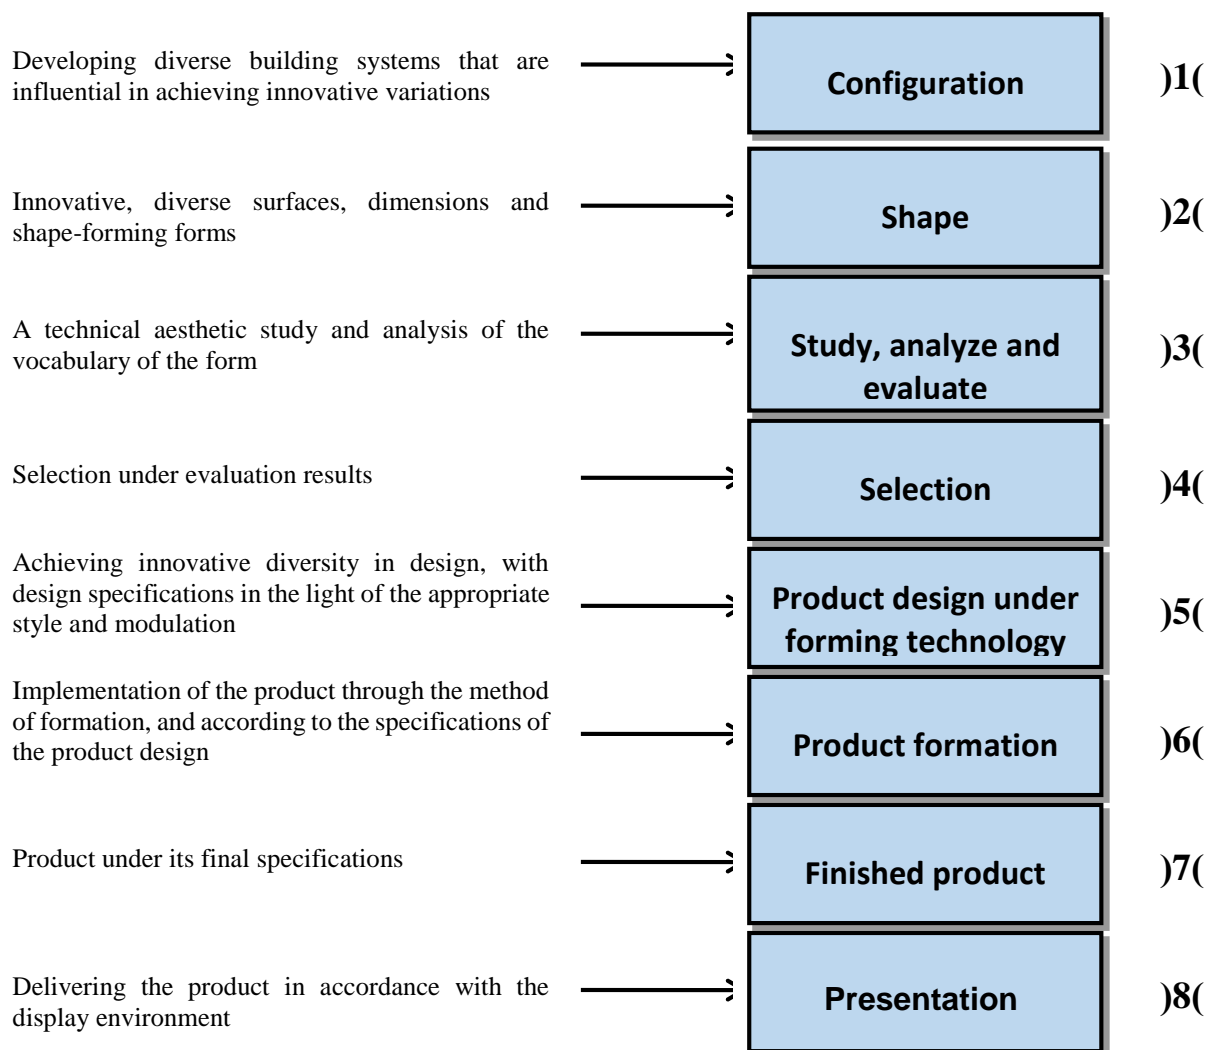 Developing diverse building systems that are
influential in achieving innovative variations
Configuration
)1(
Innovative, diverse surfaces, dimensions and
shape-forming forms
Shape
)2(
A technical aesthetic study and analysis of the
vocabulary of the form
Study, analyze and
evaluate
)3(
Selection under evaluation results
Selection
)4(
Achieving innovative diversity in design, with
design specifications in the light of the appropriate
style and modulation
Product design under
forming technology
)5(
Implementation of the product through the method
of formation, and according to the specifications of
the product design
Product formation
)6(
Product under its final specifications
Finished product
)7(
Delivering the product in accordance with the
display environment
Presentation
)8(